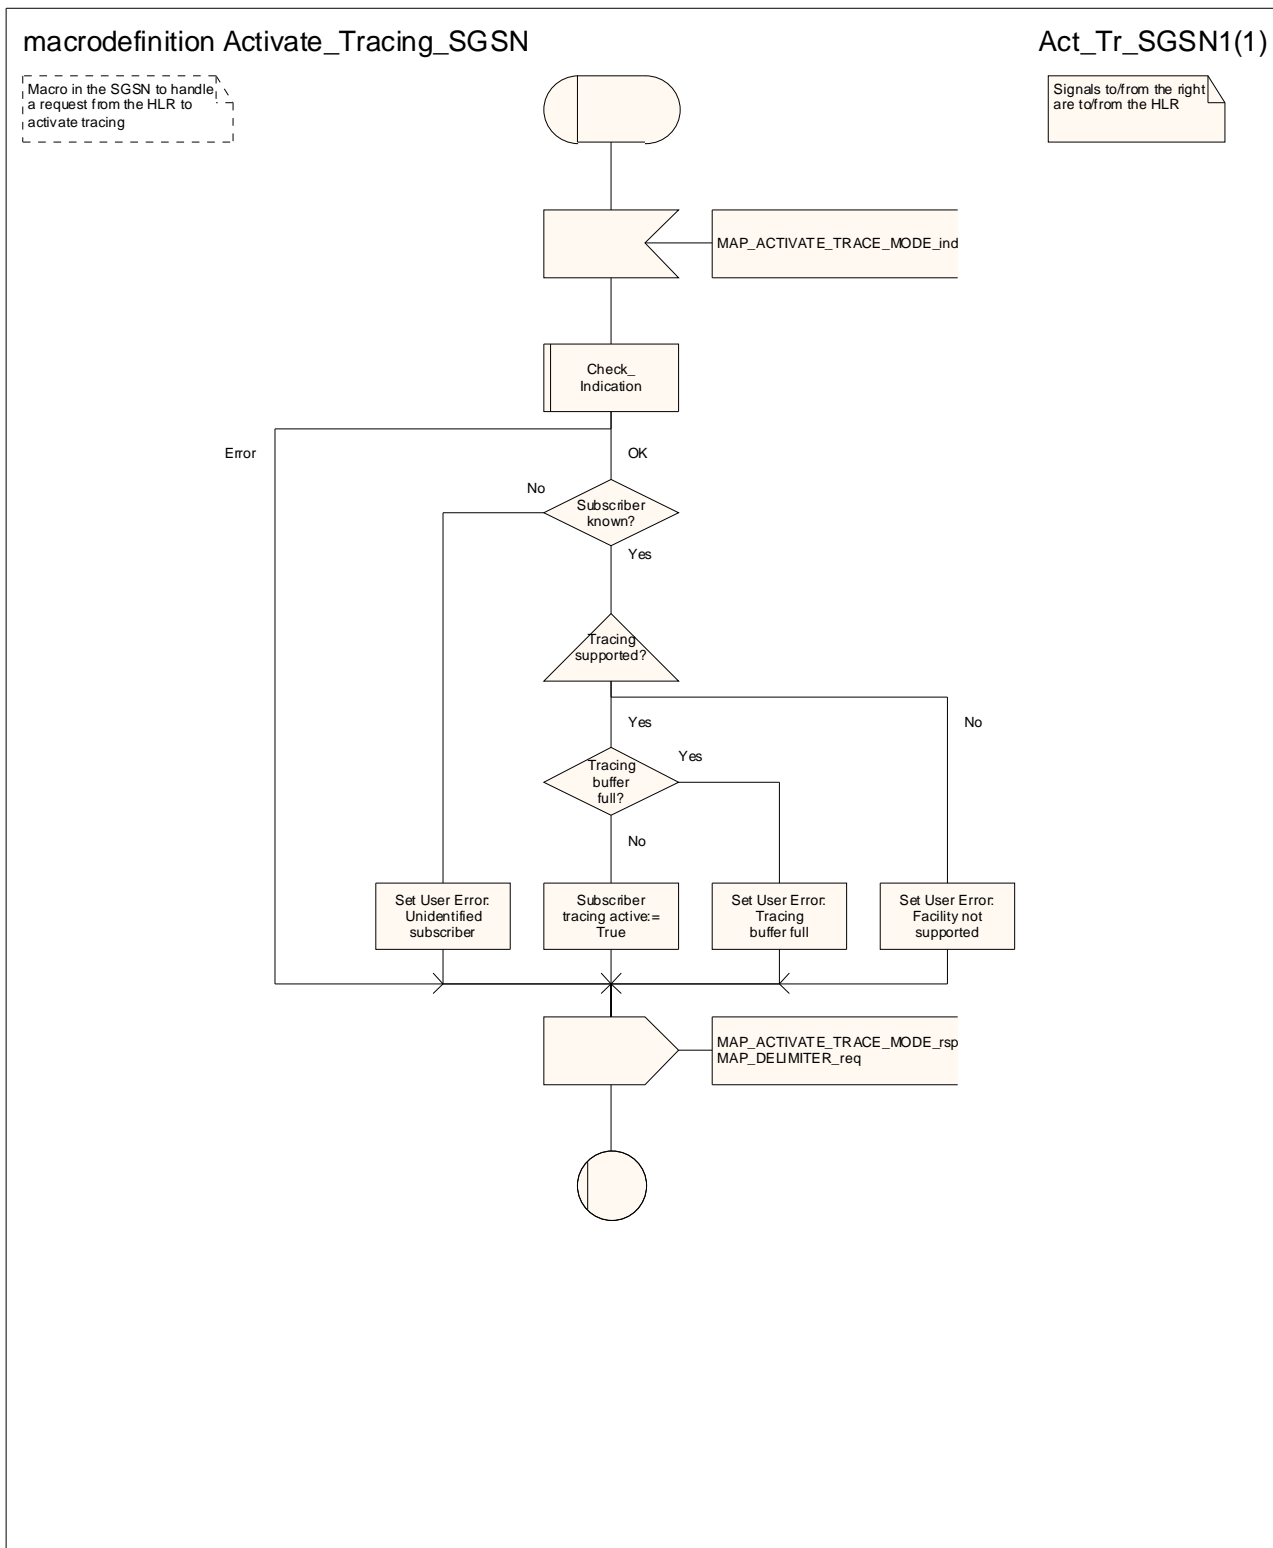 macrodefinition Activate_Tracing_SGSN
Act_Tr_SGSN1(1)
Macro in the SGSN to handle
a request from the HLR to
activate tracing
Signals to/from the right
are to/from the HLR
MAP_ACTIVATE_TRACE_MODE_ind
Check_
Indication
Error
OK
No
Subscriber
known?
Yes
Tracing
supported?
Yes
No
Yes
Tracing
buffer
full?
No
Set User Error:
Unidentified
subscriber
Subscriber
tracing active:=
True
Set User Error:
Tracing
buffer full
Set User Error:
Facility not
supported
MAP_ACTIVATE_TRACE_MODE_rsp
MAP_DELIMITER_req